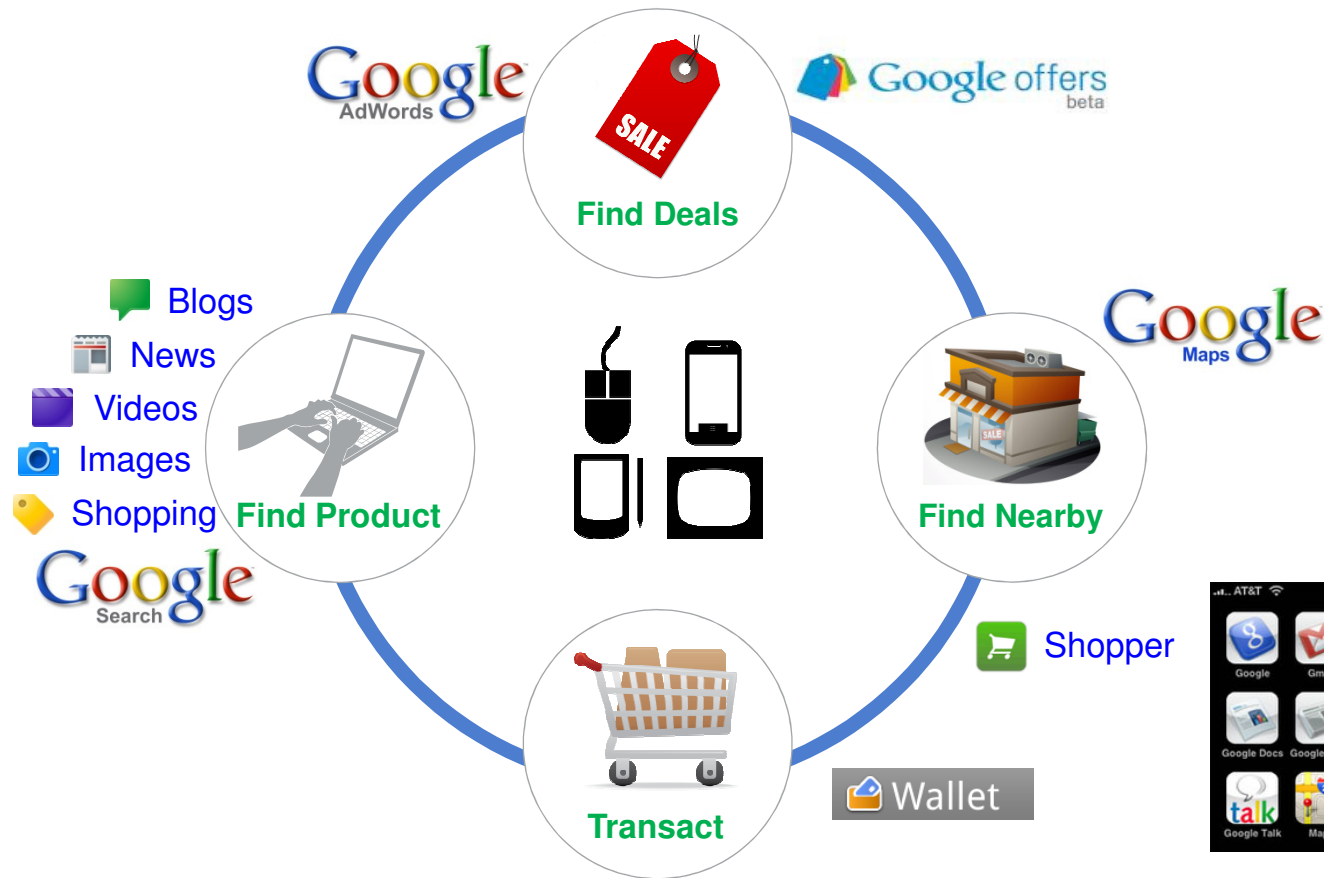 Google
AdWords
SALE
Google offers
beta
Find Deals
Blogs
News
Videos
Images
Shopping
Find Product
Google
Search
Google
Maps
SALE
Find Nearby
Shopper
AT&T
Google
Google Docs
Google
talk
Google Talk
Wallet
Transact